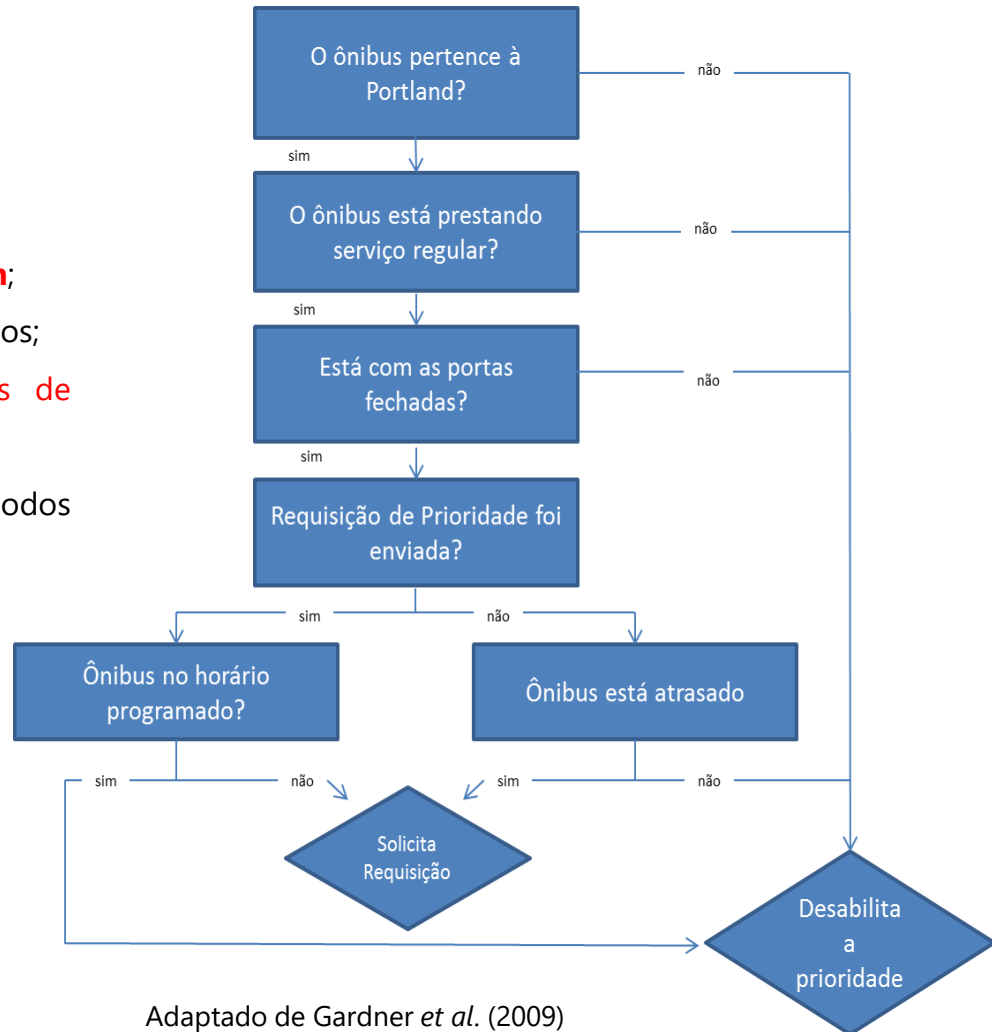 O ônibus pertence à
Portland?
não
sim
O ônibus está prestando
serviço regular?
não
sim
Está com as portas
fechadas?
não
sim
Requisição de Prioridade foi
enviada?
sim
não
Ônibus no horário
programado?
Ônibus está atrasado
sim
não
sim
não
Solicita
Requisição
Desabilita
a
prioridade
Adaptado de Gardner et al. (2009)
;
os;
s de
odos